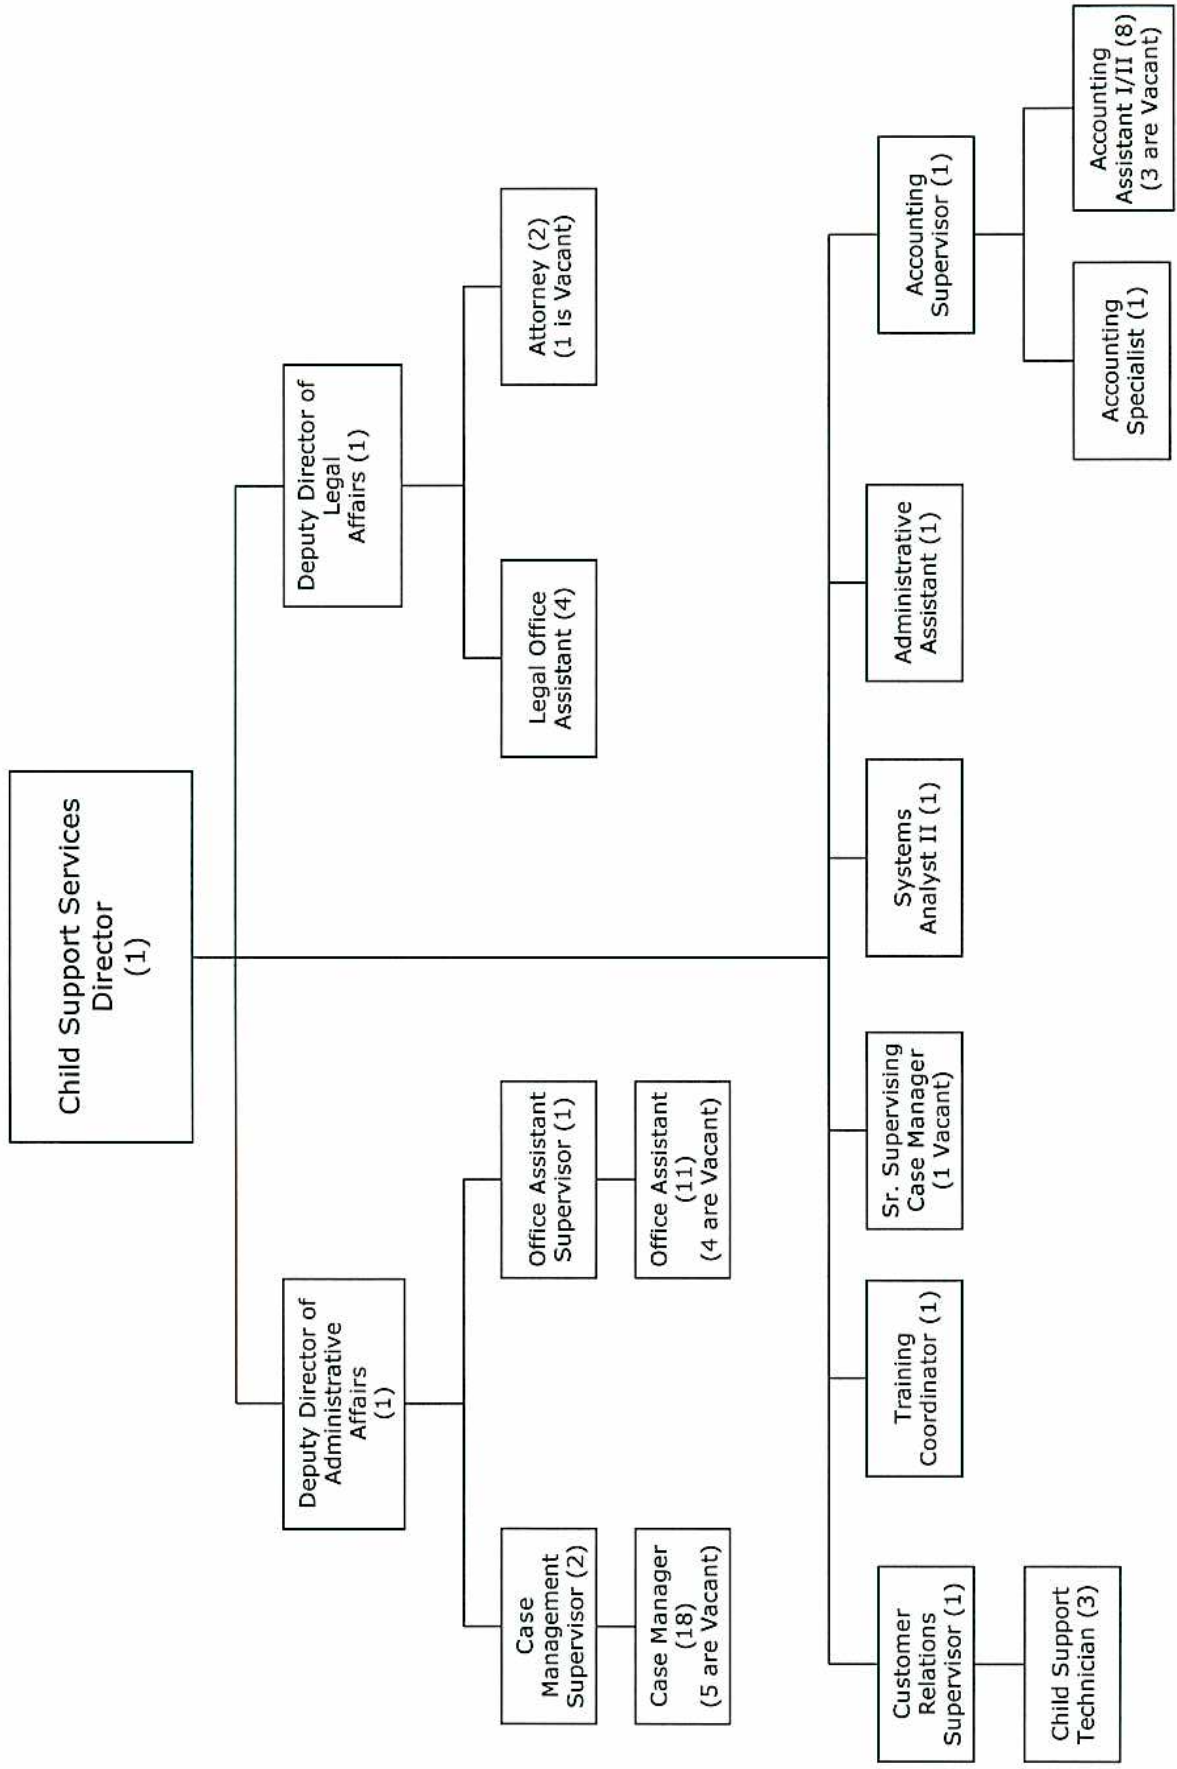 Child Support Services
Director
(1)
Deputy Director of
Administrative
Affairs
(1)
Deputy Director of
Legal
Affairs (1)
Case
Management
Supervisor (2)
Office Assistant
Supervisor (1)
Legal Office
Assistant (4)
Attorney (2)
(1 is Vacant)
Case Manager
(18)
(5 are Vacant)
Office Assistant
(11)
(4 are Vacant)
Customer
Relations
Supervisor (1)
Training
Coordinator (1)
Sr. Supervising
Case Manager
(1 Vacant)
Systems
Analyst II (1)
Administrative
Assistant (1)
Accounting
Supervisor (1)
Child Support
Technician (3)
Accounting
Specialist (1)
Accounting
Assistant I/II (8)
(3 are Vacant)